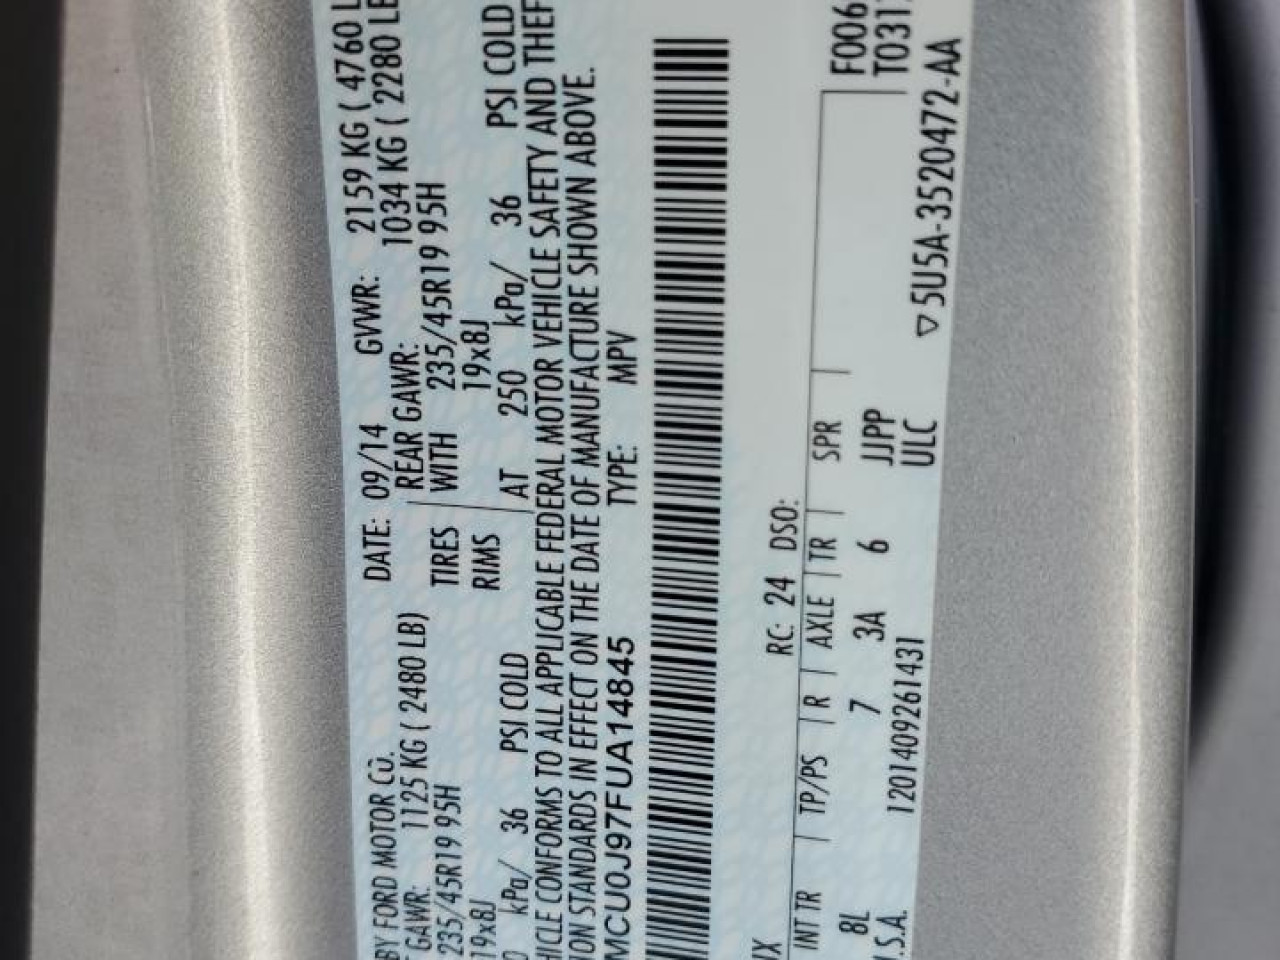 BY FORD MOTOR CO.
DATE: 09/14 GVWR: 2159 KG ( 4760 L
GAWR: 1125 KG ( 2480 LB) REAR GAWR: 1034 KG ( 2280 LB
235/45R19 95H TIRES WITH 235/45R19 95H
19x8J RIMS 19x8J
0 kPa/ 36 PSI COLD AT 250 kPa/ 36 PSI COLD
HICLE CONFORMS TO ALL APPLICABLE FEDERAL MOTOR VEHICLE SAFETY AND THEF
ION STANDARDS IN EFFECT ON THE DATE OF MANUFACTURE SHOWN ABOVE.
MCU0J97FUA14845 TYPE: MPV
UX RC: 24 DSO:
INT TR TP/PS R AXLE TR SPR F006
8L 7 3A 6 JJPP T031
.S.A. 1201409261431 ULC ▽5U5A-3520472-AA